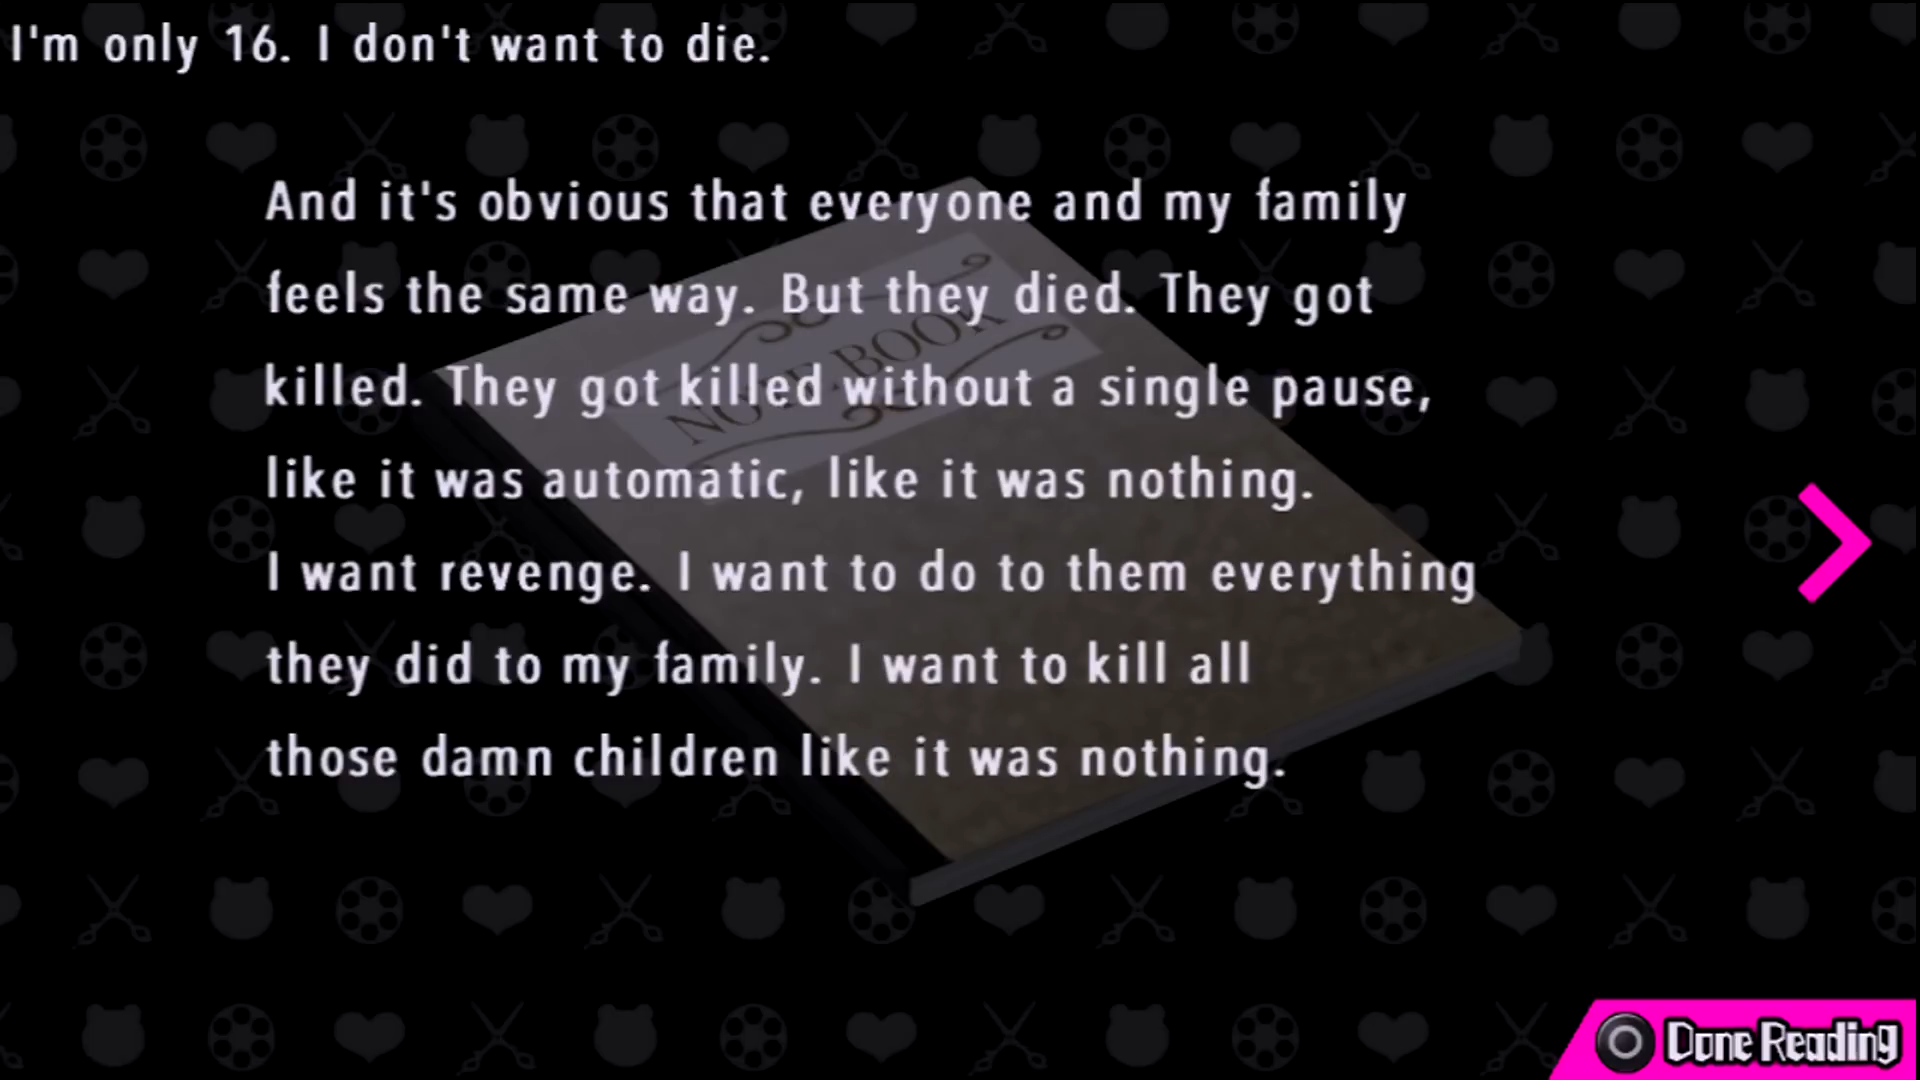 I'm only 16. I don't want to die.
And it's obvious that everyone and my family
feels the same way. But they died. They got
killed. They got killed without a single pause,
like it was automatic, like it was nothing.
I want revenge. I want to do to them everything
they did to my family. I want to kill all
those damn children like it was nothing.
NOTE BOOK
Done Reading